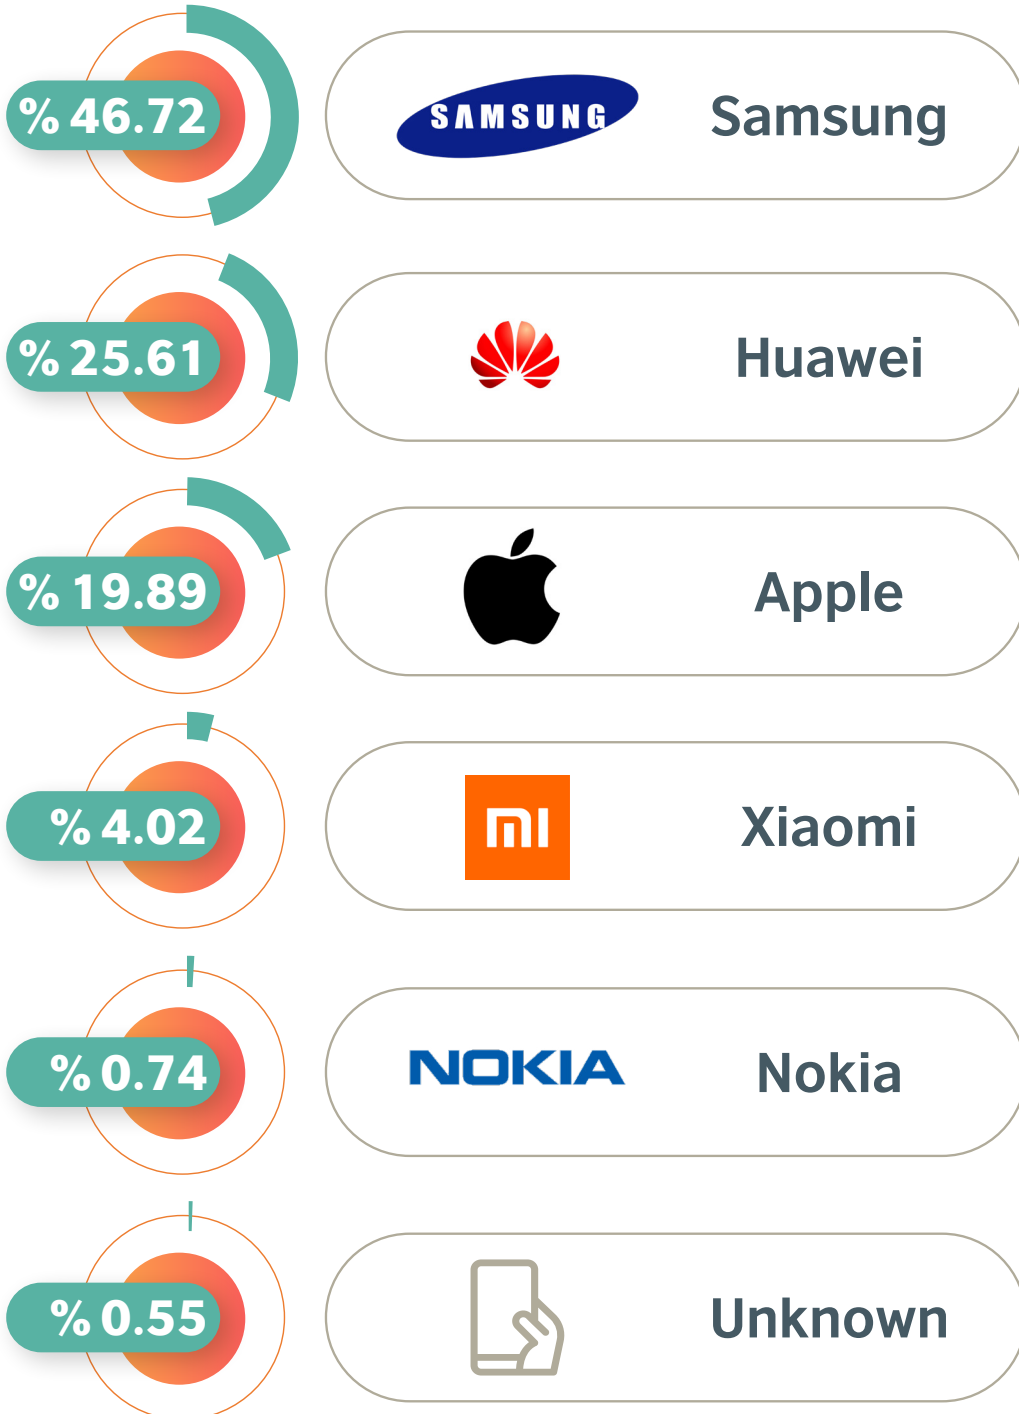 % 46.72
SAMSUNG
Samsung
% 25.61
Huawei
% 19.89
Apple
% 4.02
mi
Xiaomi
% 0.74
NOKIA
Nokia
% 0.55
Unknown